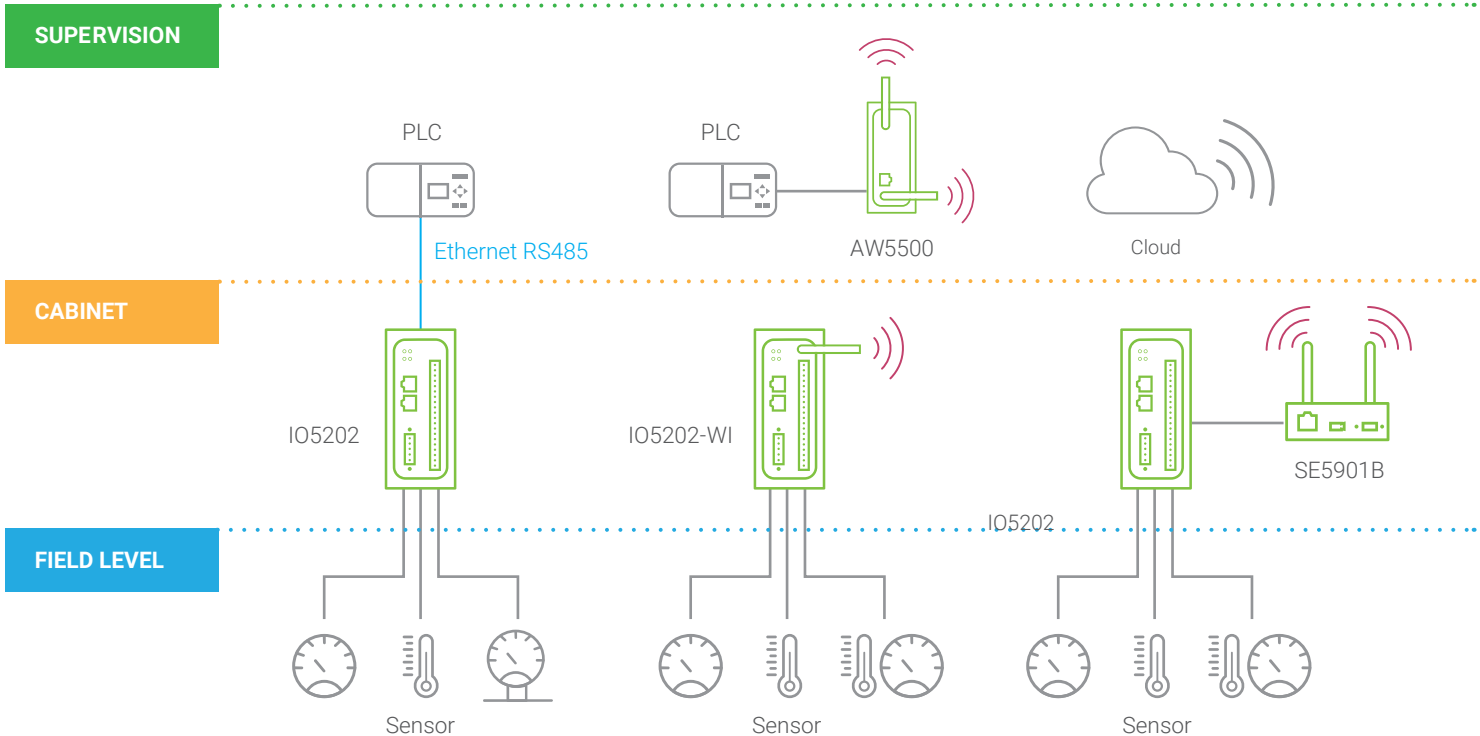 SUPERVISION
PLC
PLC
Ethernet RS485
AW5500
Cloud
CABINET
IO5202
IO5202-WI
SE5901B
IO5202
FIELD LEVEL
Sensor
Sensor
Sensor